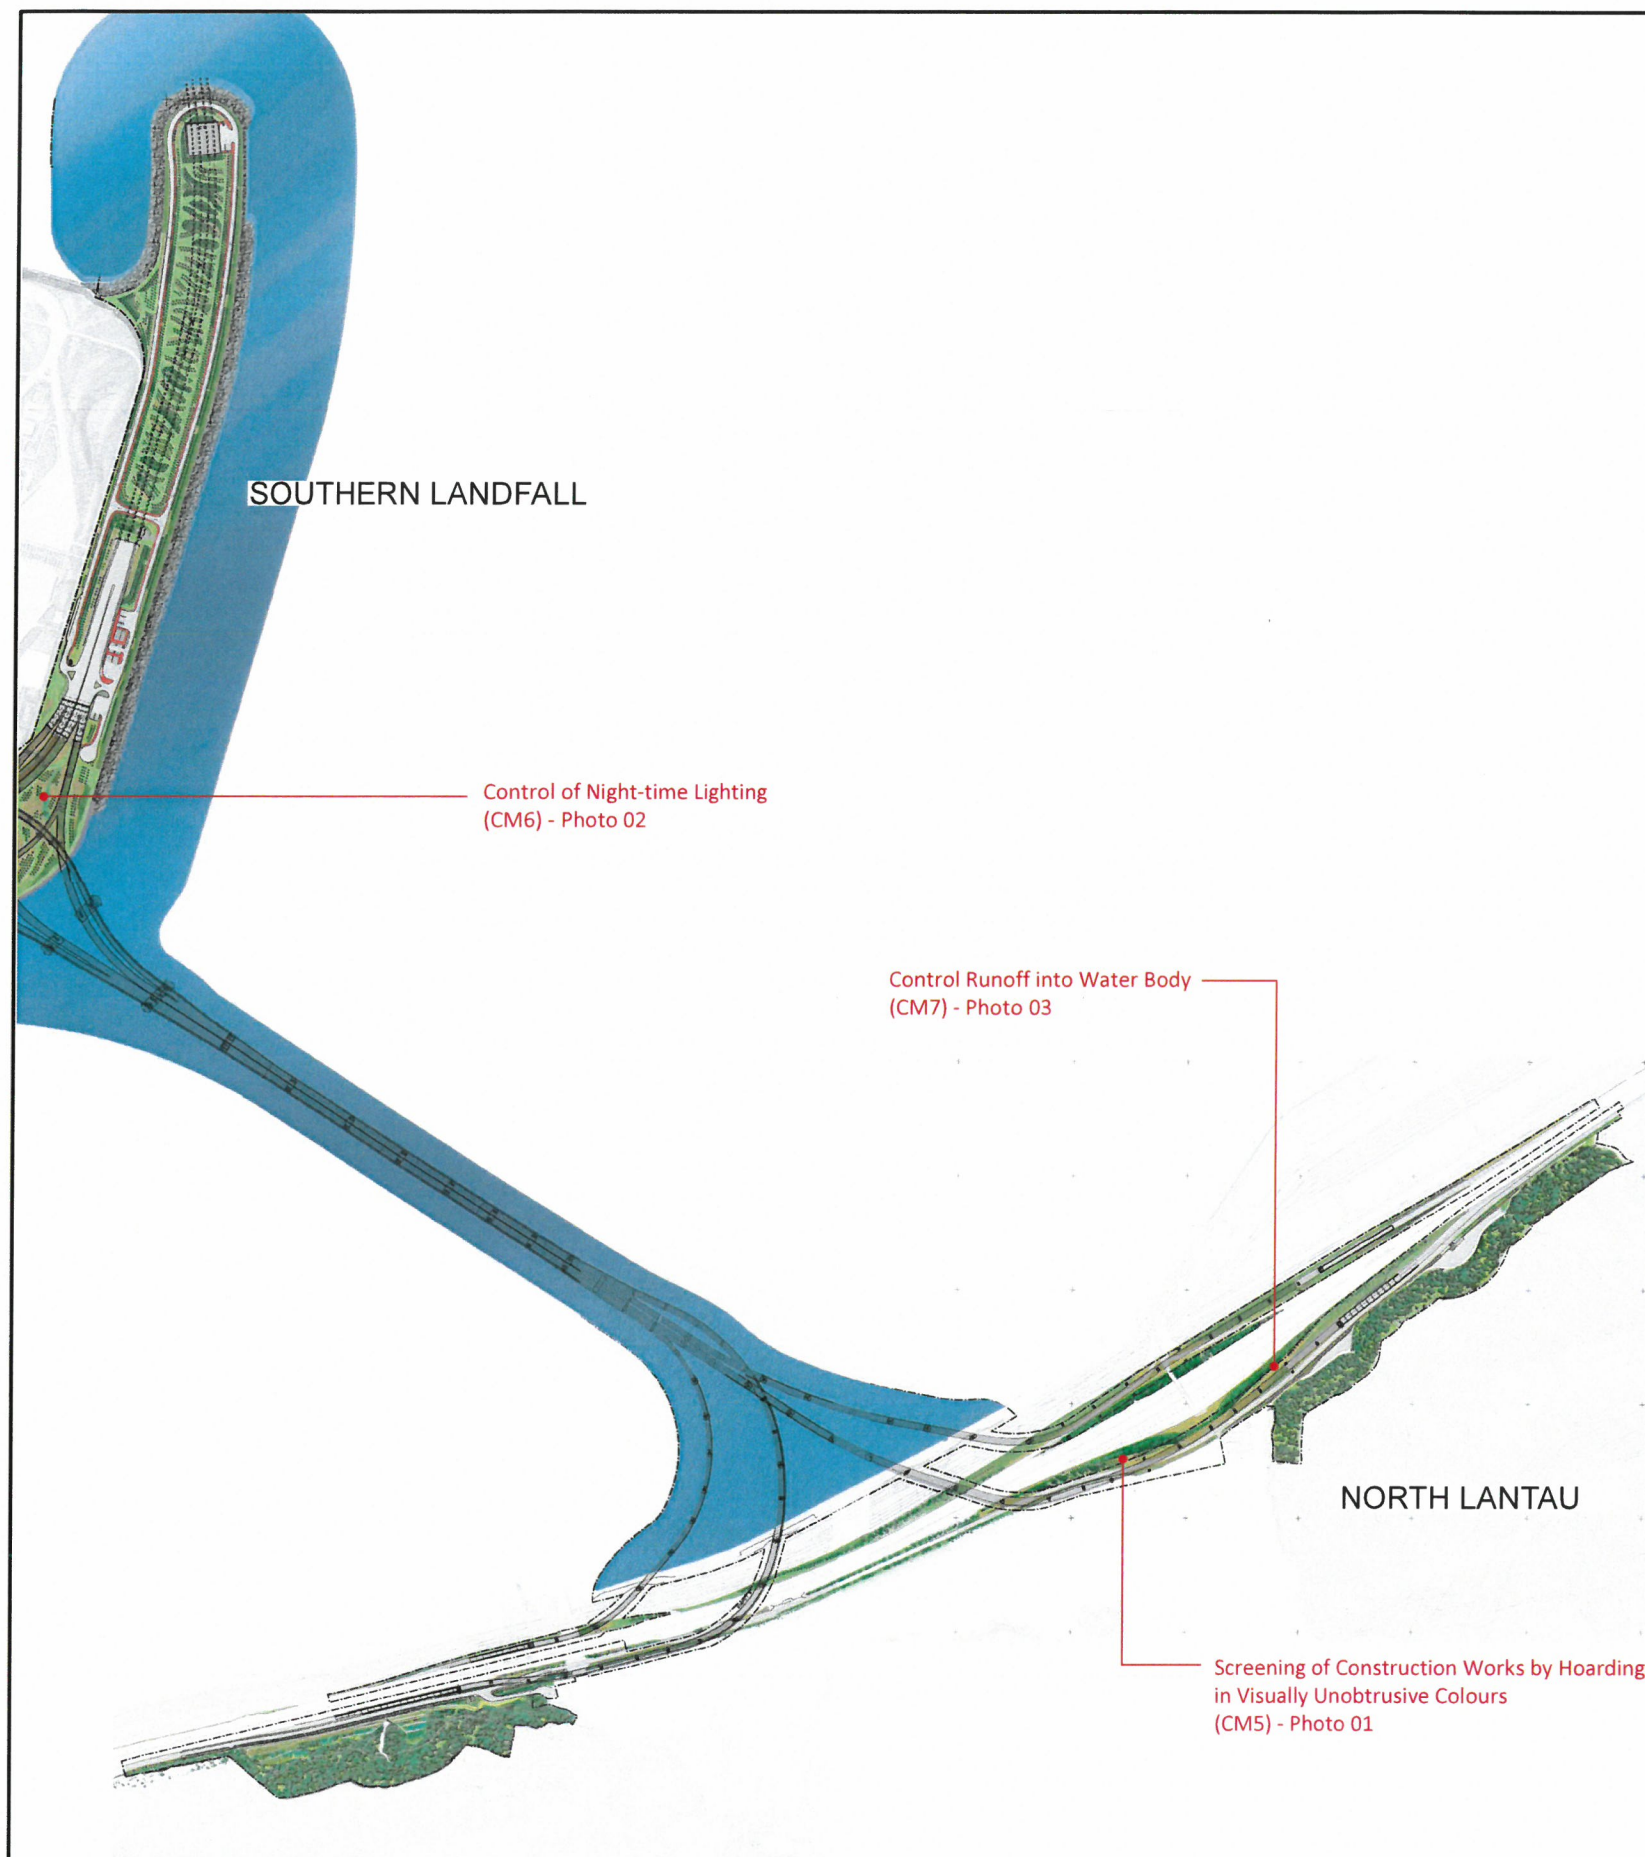 SOUTHERN LANDFALL
Control of Night-time Lighting
(CM6) - Photo 02
Control Runoff into Water Body
(CM7) - Photo 03
NORTH LANTAU
Screening of Construction Works by Hoarding
in Visually Unobtrusive Colours
(CM5) - Photo 01